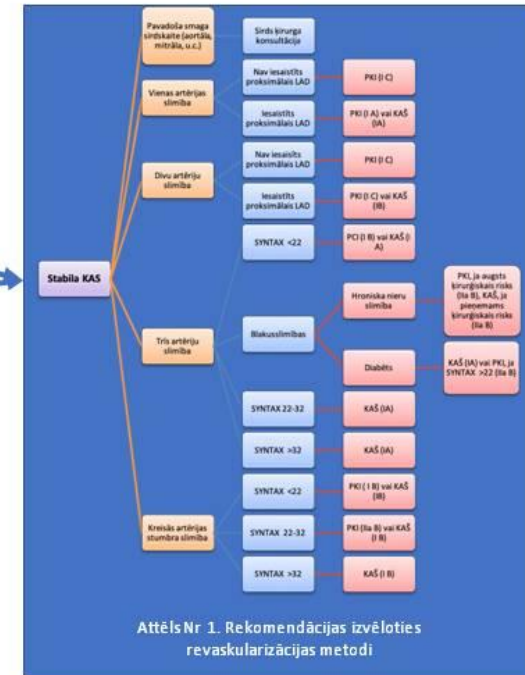 Pavadoša smaga
sirdskaite (aortāla,
mitrāla, u.c.)
Sirds ķirurga
konsultācija
Vienas artērijas
slimība
Nav iesaistīts
proksimālais LAD
PKI (I C)
Iesaistīts
proksimālais LAD
PKI (I A) vai KAŠ
(IA)
Divu artēriju
slimība
Nav iesaisīts
proksimālais LAD
PKI (I C)
Iesaistīts
proksimālais LAD
PKI (I C) vai KAŠ
(IB)
Stabila KAS
Trīs artēriju
slimība
SYNTAX <22
PCI (I B) vai KAŠ (I
A)
Blakusslimības
Hroniska nieru
slimība
PKI, ja augsts
ķirurģiskais risks
(IIa B), KAŠ, ja
pieņemams
ķirurģiskais risks
(IIa B)
Diabēts
KAŠ (IA) vai PKI, ja
SYNTAX >22 (IIa B)
SYNTAX 22-32
KAŠ (IA)
SYNTAX >32
KAŠ (IA)
Kreisās artērijas
stumbra slimība
SYNTAX <22
PKI ( I B) vai KAŠ
(IB)
SYNTAX 22-32
PKI (IIa B) vai KAŠ
(I B)
SYNTAX >32
KAŠ (I B)
Attēls Nr 1. Rekomendācijas izvēloties
revaskularizācijas metodi